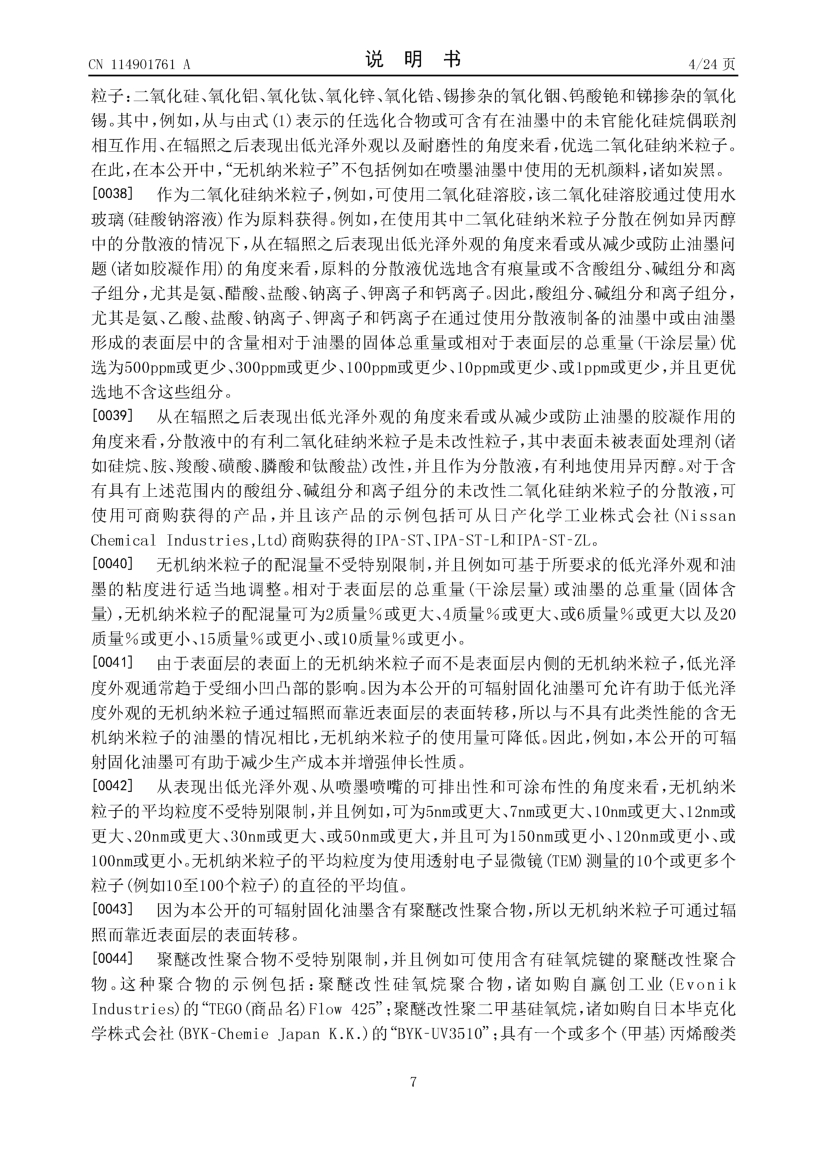 CN 114901761 A
说明书
4/24 页
粒子:二氧化硅、氧化铝、氧化钛、氧化锌、氧化锆、锡掺杂的氧化铟、钨酸铯和锑掺杂的氧化
锡。其中,例如,从与由式(1)表示的任选化合物或可含有在油墨中的未官能化硅烷偶联剂
相互作用、在辐照之后表现出低光泽外观以及耐磨性的角度来看,优选二氧化硅纳米粒子。
在此,在本公开中,“无机纳米粒子”不包括例如在喷墨油墨中使用的无机颜料,诸如炭黑。
[0038] 作为二氧化硅纳米粒子,例如,可使用二氧化硅溶胶,该二氧化硅溶胶通过使用水
玻璃(硅酸钠溶液)作为原料获得。例如,在使用其中二氧化硅纳米粒子分散在例如异丙醇
中的分散液的情况下,从在辐照之后表现出低光泽外观的角度来看或从减少或防止油墨问
题(诸如胶凝作用)的角度来看,原料的分散液优选地含有痕量或不含酸组分、碱组分和离
子组分,尤其是氨、醋酸、盐酸、钠离子、钾离子和钙离子。因此,酸组分、碱组分和离子组分,
尤其是氨、乙酸、盐酸、钠离子、钾离子和钙离子在通过使用分散液制备的油墨中或由油墨
形成的表面层中的含量相对于油墨的固体总重量或相对于表面层的总重量(干涂层量)优
选为500ppm或更少、300ppm或更少、100ppm或更少、10ppm或更少、或1ppm或更少,并且更优
选地不含这些组分。
[0039] 从在辐照之后表现出低光泽外观的角度来看或从减少或防止油墨的胶凝作用的
角度来看,分散液中的有利二氧化硅纳米粒子是未改性粒子,其中表面未被表面处理剂(诸
如硅烷、胺、羧酸、磺酸、膦酸和钛酸盐)改性,并且作为分散液,有利地使用异丙醇。对于含
有具有上述范围内的酸组分、碱组分和离子组分的未改性二氧化硅纳米粒子的分散液,可
使用可商购获得的产品,并且该产品的示例包括可从日产化学工业株式会社(Nissan
Chemical Industries,Ltd)商购获得的IPA-ST、IPA-ST-L和IPA-ST-ZL。
[0040] 无机纳米粒子的配混量不受特别限制,并且例如可基于所要求的低光泽外观和油
墨的粘度进行适当地调整。相对于表面层的总重量(干涂层量)或油墨的总重量(固体含
量),无机纳米粒子的配混量可为2质量%或更大、4质量%或更大、或6质量%或更大以及20
质量%或更小、15质量%或更小、或10质量%或更小。
[0041] 由于表面层的表面上的无机纳米粒子而不是表面层内侧的无机纳米粒子,低光泽
度外观通常趋于受细小凹凸部的影响。因为本公开的可辐射固化油墨可允许有助于低光泽
度外观的无机纳米粒子通过辐照而靠近表面层的表面转移,所以与不具有此类性能的含无
机纳米粒子的油墨的情况相比,无机纳米粒子的使用量可降低。因此,例如,本公开的可辐
射固化油墨可有助于减少生产成本并增强伸长性质。
[0042] 从表现出低光泽外观、从喷墨喷嘴的可排出性和可涂布性的角度来看,无机纳米
粒子的平均粒度不受特别限制,并且例如,可为5nm或更大、7nm或更大、10nm或更大、12nm或
更大、20nm或更大、30nm或更大、或50nm或更大,并且可为150nm或更小、120nm或更小、或
100nm或更小。无机纳米粒子的平均粒度为使用透射电子显微镜(TEM)测量的10个或更多个
粒子(例如10至100个粒子)的直径的平均值。
[0043] 因为本公开的可辐射固化油墨含有聚醚改性聚合物,所以无机纳米粒子可通过辐
照而靠近表面层的表面转移。
[0044] 聚醚改性聚合物不受特别限制,并且例如可使用含有硅氧烷键的聚醚改性聚合
物。这种聚合物的示例包括:聚醚改性硅氧烷聚合物,诸如购自赢创工业(Evonik
Industries)的“TEGO(商品名)Flow 425”;聚醚改性聚二甲基硅氧烷,诸如购自日本毕克化
学株式会社(BYK-Chemie Japan K.K.)的“BYK-UV3510”;具有一个或多个(甲基)丙烯酸类
7